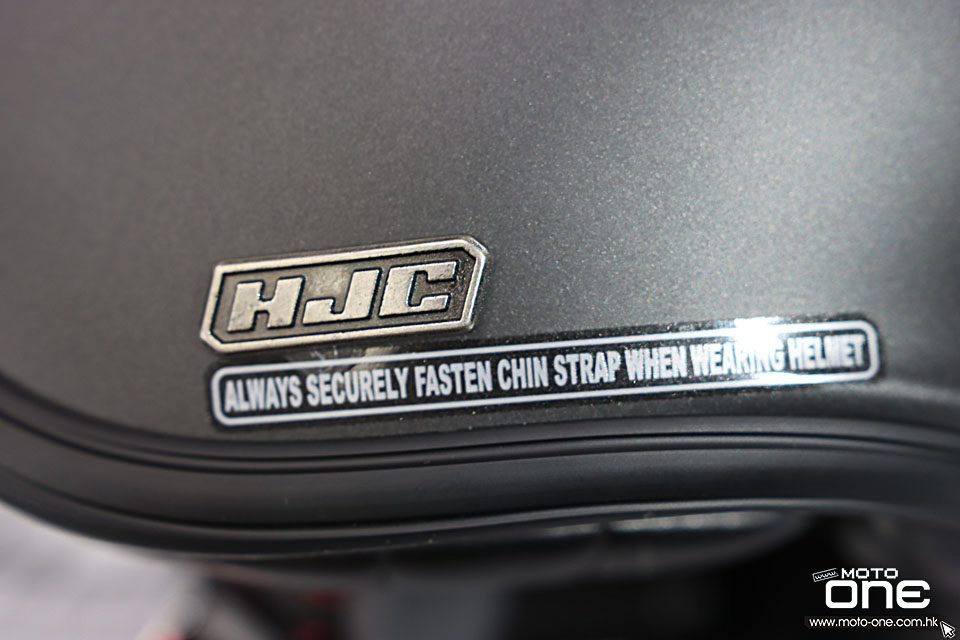 HJC
ALWAYS SECURELY FASTEN CHIN STRAP WHEN WEARING HELMET
www.
MOTO
ONE
www.moto-one.com.hk